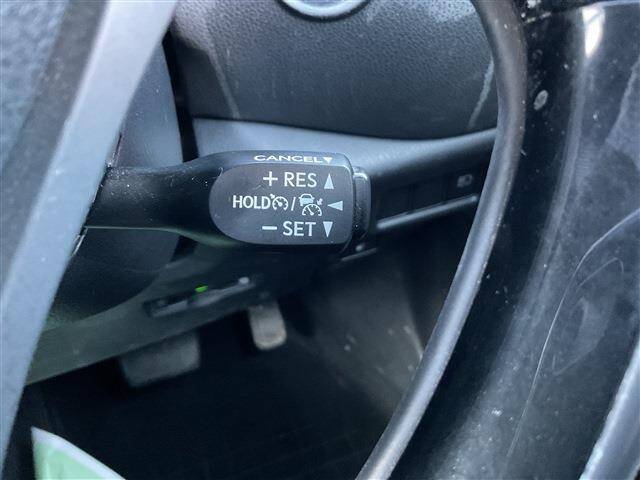 CANCEL▼
+ RES ▲
HOLD / ◄
− SET ▼